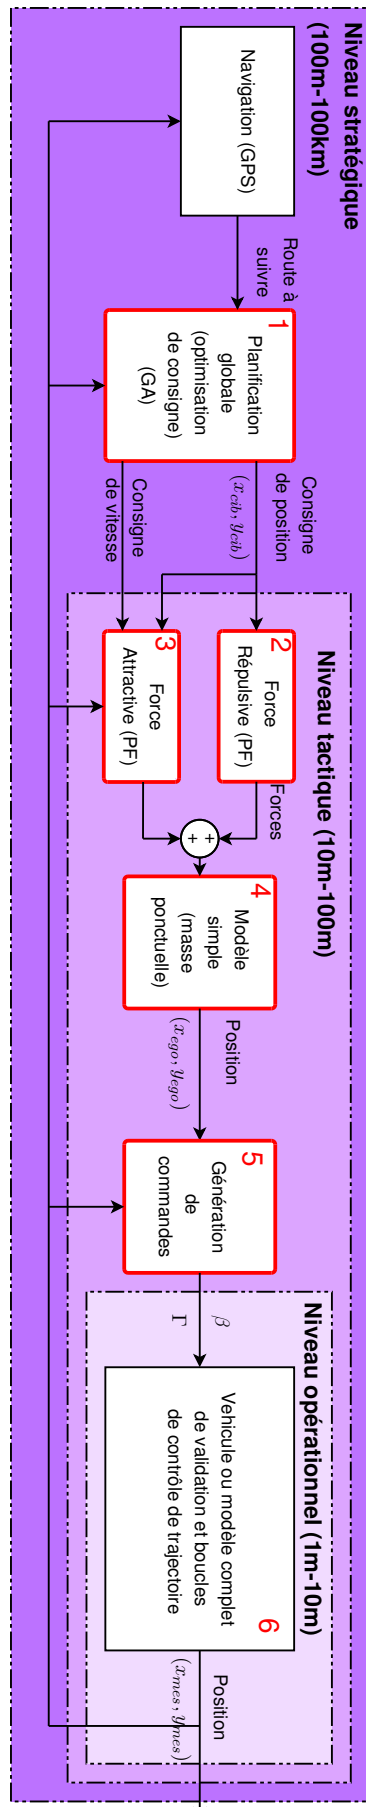 Niveau stratégique
(100m-100km)
Navigation (GPS)
Route à
suivre
1
Planification
globale
(optimisation
de consigne)
(GA)
Consigne
de position
(x_cib, y_cib)
Consigne
de vitesse
Niveau tactique (10m-100m)
2
Force
Répulsive (PF)
3
Force
Attractive (PF)
Forces
+
+
4
Modèle
simple
(masse
ponctuelle)
Position
(x_ego, y_ego)
5
Génération
de
commandes
β
Γ
Niveau opérationnel (1m-10m)
Vehicule ou modèle complet
de validation et boucles
de contrôle de trajectoire
6
Position
(x_mes, y_mes)